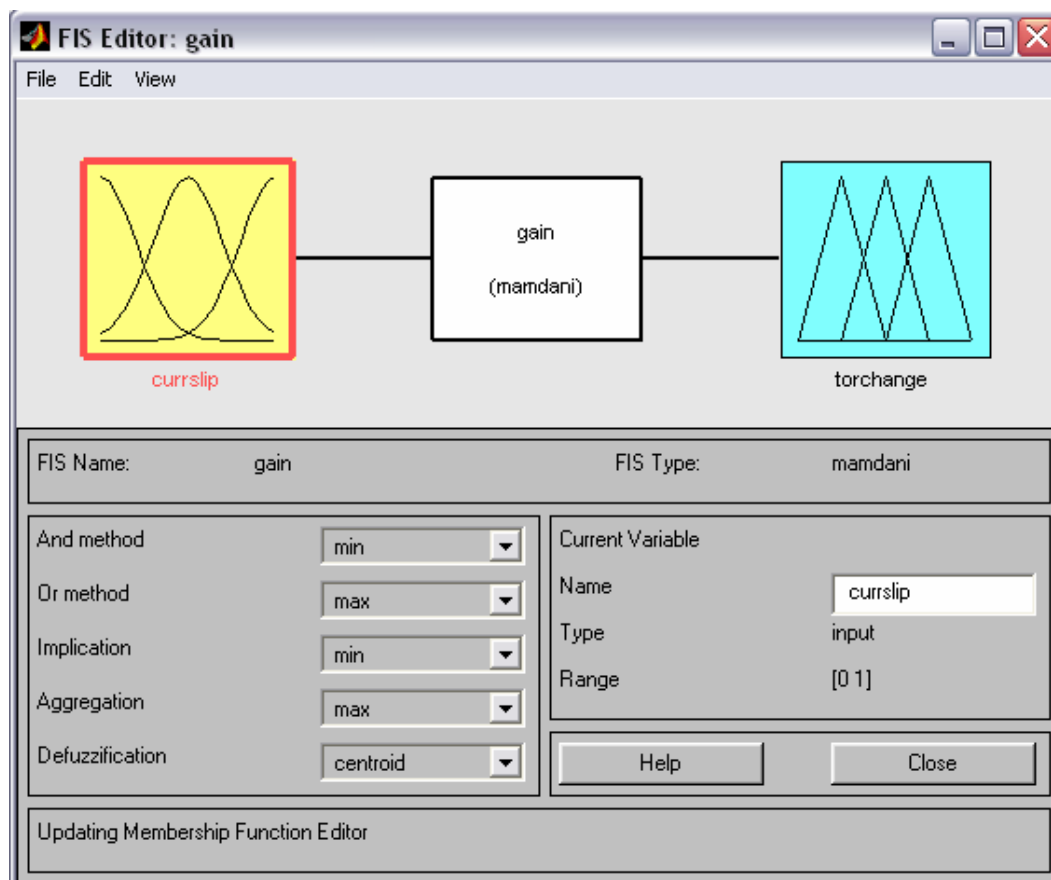 FIS Editor: gain
File Edit View
gain
(mamdani)
currslip
torchange
FIS Name: gain FIS Type: mamdani
And method min
Or method max
Implication min
Aggregation max
Defuzzification centroid
Current Variable
Name currslip
Type input
Range [0 1]
Help Close
Updating Membership Function Editor